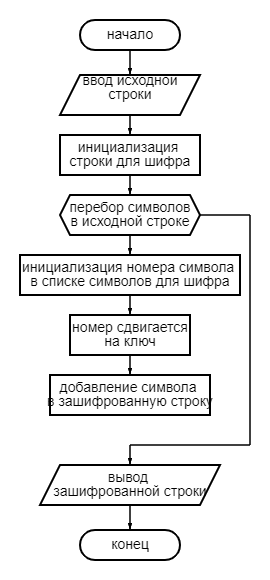 начало
ввод исходной
строки
инициализация
строки для шифра
перебор символов
в исходной строке
инициализация номера символа
в списке символов для шифра
номер сдвигается
на ключ
добавление символа
в зашифрованную строку
вывод
зашифрованной строки
конец